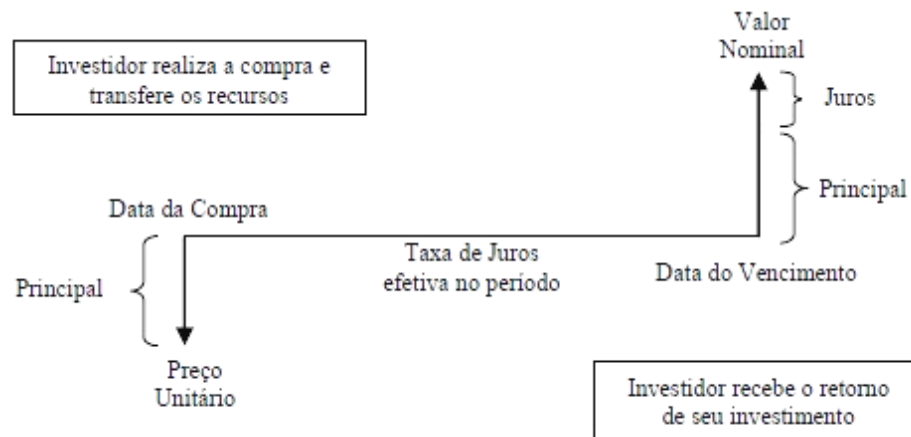 Valor
Nominal
Investidor realiza a compra e
transfere os recursos
Juros
Principal
Data da Compra
Taxa de Juros
efetiva no período
Data do Vencimento
Principal
Preço
Unitário
Investidor recebe o retorno
de seu investimento